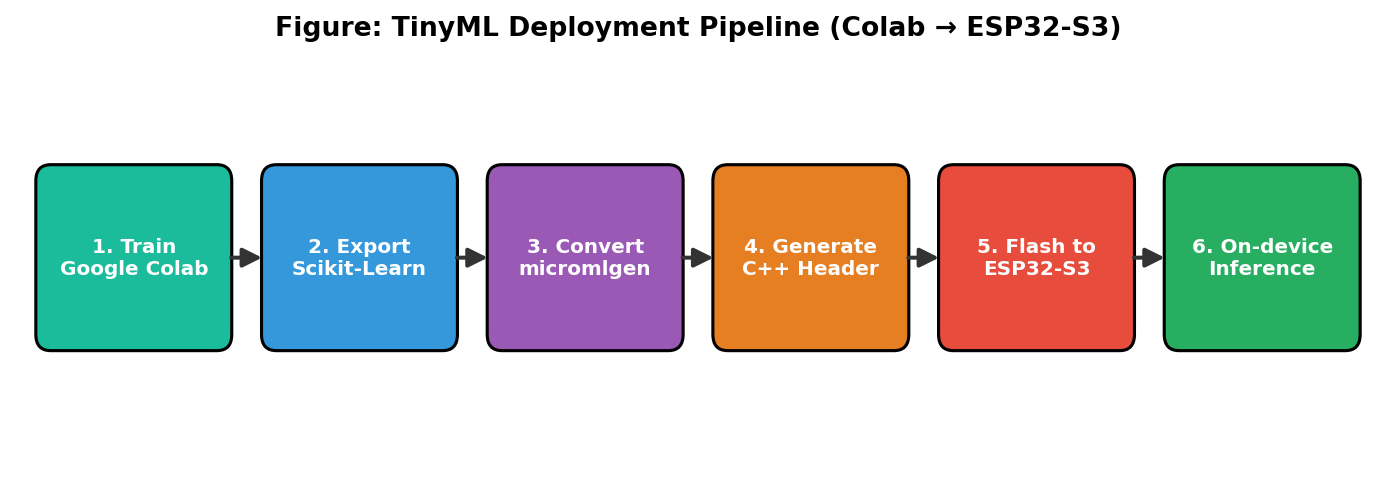 Figure: TinyML Deployment Pipeline (Colab → ESP32-S3)
1. Train
Google Colab
2. Export
Scikit-Learn
3. Convert
micromlgen
4. Generate
C++ Header
5. Flash to
ESP32-S3
6. On-device
Inference